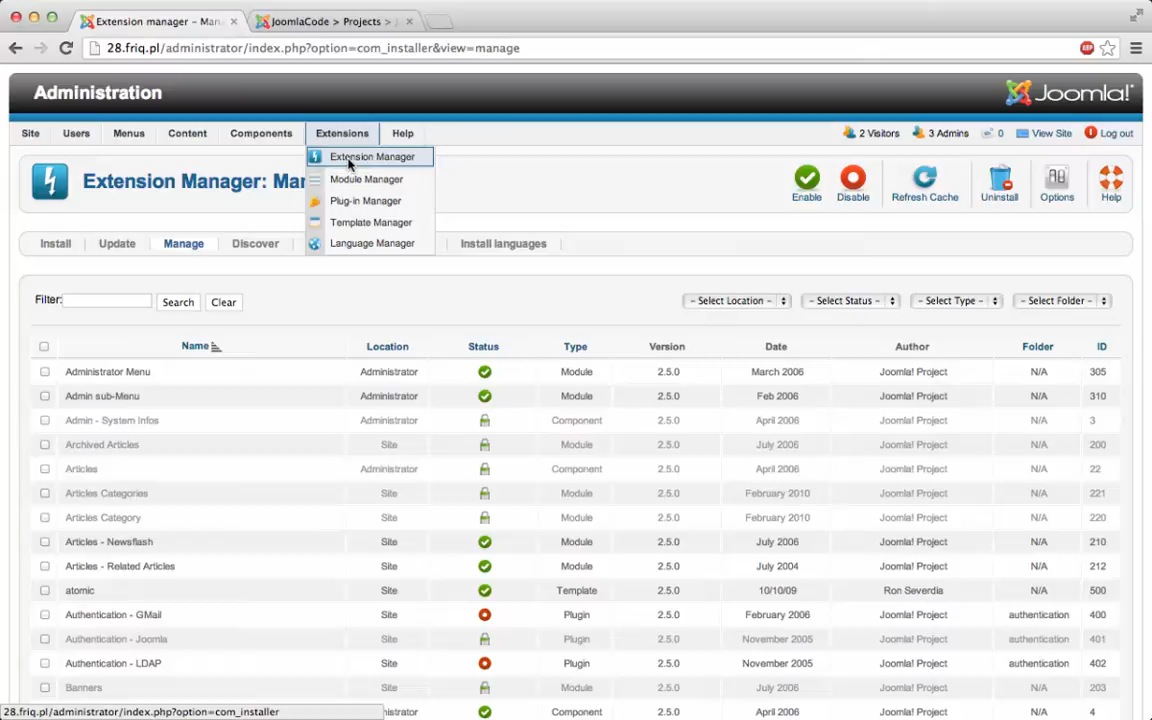 Extension manager – Man
JoomlaCode > Projects >
28.friq.pl/administrator/index.php?option=com_installer&view=manage
ABP
Administration
Joomla!
Site Users Menus Content Components Extensions Help 2 Visitors 3 Admins 0 View Site Log out
Extension Manager
Module Manager
Plug-in Manager
Template Manager
Language Manager
Extension Manager: Mar
Enable Disable Refresh Cache Uninstall Options Help
Install Update Manage Discover Install languages
Filter: Search Clear - Select Location - - Select Status - - Select Type - - Select Folder -
Name Location Status Type Version Date Author Folder ID
Administrator Menu Administrator Module 2.5.0 March 2006 Joomla! Project N/A 305
Admin sub-Menu Administrator Module 2.5.0 Feb 2006 Joomla! Project N/A 310
Admin - System Infos Administrator Component 2.5.0 April 2006 Joomla! Project N/A 3
Archived Articles Site Module 2.5.0 July 2006 Joomla! Project N/A 200
Articles Administrator Component 2.5.0 April 2006 Joomla! Project N/A 22
Articles Categories Site Module 2.5.0 February 2010 Joomla! Project N/A 221
Articles Category Site Module 2.5.0 February 2010 Joomla! Project N/A 220
Articles - Newsflash Site Module 2.5.0 July 2006 Joomla! Project N/A 210
Articles - Related Articles Site Module 2.5.0 July 2004 Joomla! Project N/A 212
atomic Site Template 2.5.0 10/10/09 Ron Severdia N/A 500
Authentication - GMail Site Plugin 2.5.0 February 2006 Joomla! Project authentication 400
Authentication - Joomla Site Plugin 2.5.0 November 2005 Joomla! Project authentication 401
Authentication - LDAP Site Plugin 2.5.0 November 2005 Joomla! Project authentication 402
Banners Site Module 2.5.0 July 2006 Joomla! Project N/A 203
nistrator Component 2.5.0 April 2006 Joomla! Project N/A 4
28.friq.pl/administrator/index.php?option=com_installer